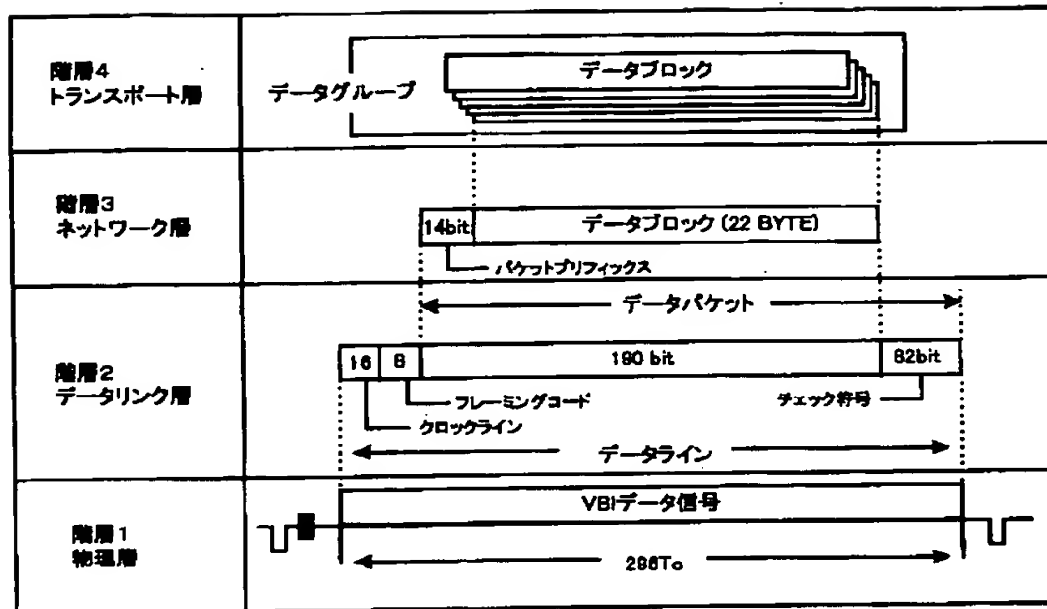 階層4
トランスポート層
データグループ
データブロック
階層3
ネットワーク層
14bit
データブロック (22 BYTE)
パケットプリフィックス
データパケット
階層2
データリンク層
16
8
190 bit
82bit
フレーミングコード
チェック符号
クロックライン
データライン
階層1
物理層
VBIデータ信号
296Tc